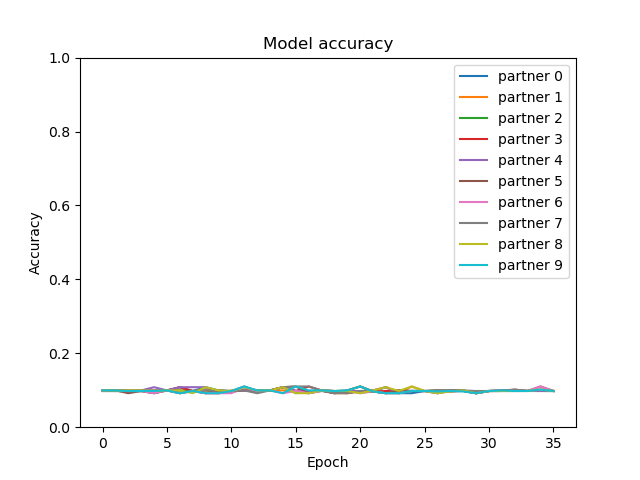 Model accuracy
1.0
0.8
0.6
0.4
0.2
0.0
Accuracy
partner 0
partner 1
partner 2
partner 3
partner 4
partner 5
partner 6
partner 7
partner 8
partner 9
0 5 10 15 20 25 30 35
Epoch